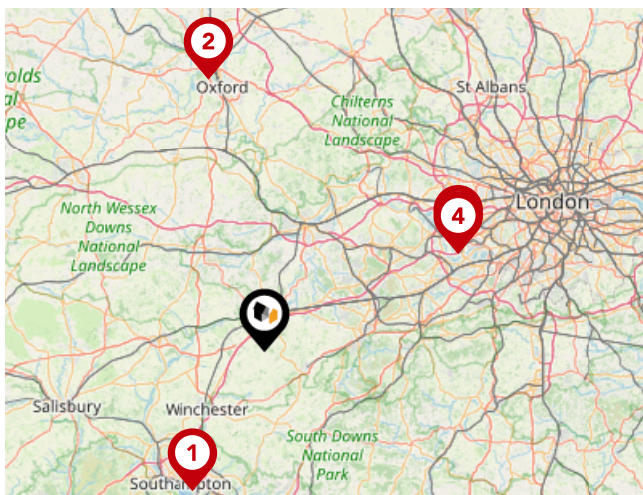 2
olds
al
pe
Oxford
St Albans
Chilterns
National
Landscape
North Wessex
Downs
National
Landscape
4
London
Salisbury
Winchester
1
Southampton
South Downs
National
Park